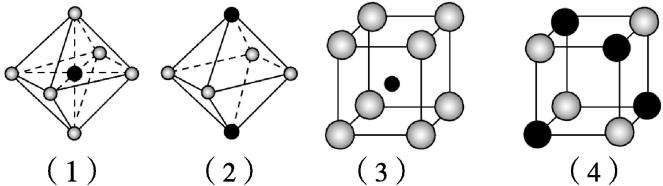 （1） （2） （3） （4）